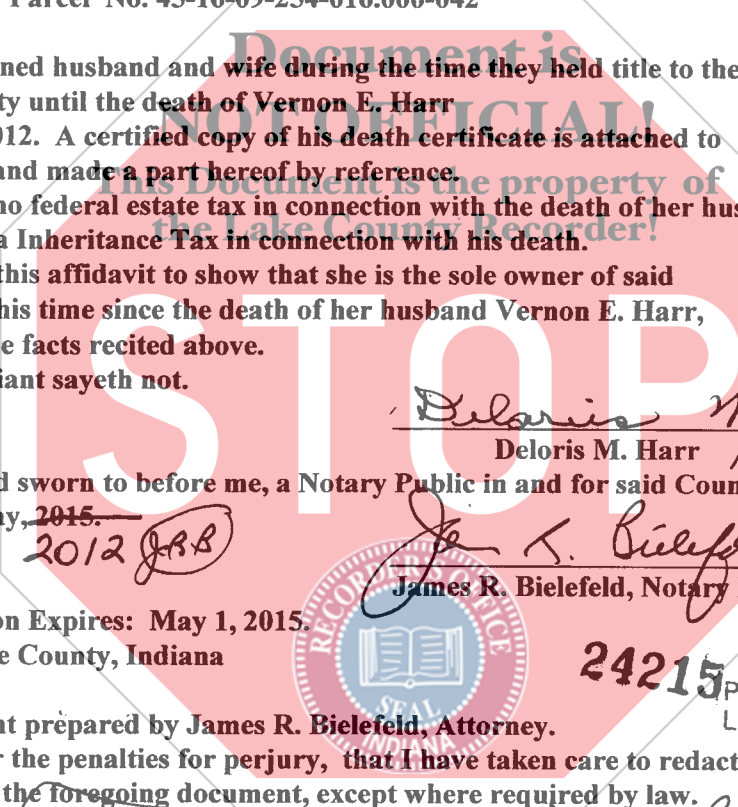 Parcel No. 45-16-09-254-016.000-042
Document is
ned husband and wife during the time they held title to the
ty until the death of Vernon E. Harr
NOT OFFICIAL!
012. A certified copy of his death certificate is attached to
and made a part hereof by reference.
This Document is the property of
no federal estate tax in connection with the death of her hus
the Lake County Recorder!
a Inheritance Tax in connection with his death.
this affidavit to show that she is the sole owner of said
his time since the death of her husband Vernon E. Harr,
e facts recited above.
iant sayeth not.
STOP
Deloris M
Deloris M. Harr
d sworn to before me, a Notary Public in and for said Coun
ay, 2015.
2012 JRB
James R. Bielefeld, Notary
RECORDER'S OFFICE
on Expires: May 1, 2015.
e County, Indiana
24215
P
L
SEAL
INDIANA
nt prepared by James R. Bielefeld, Attorney.
r the penalties for perjury, that I have taken care to redact
the foregoing document, except where required by law.